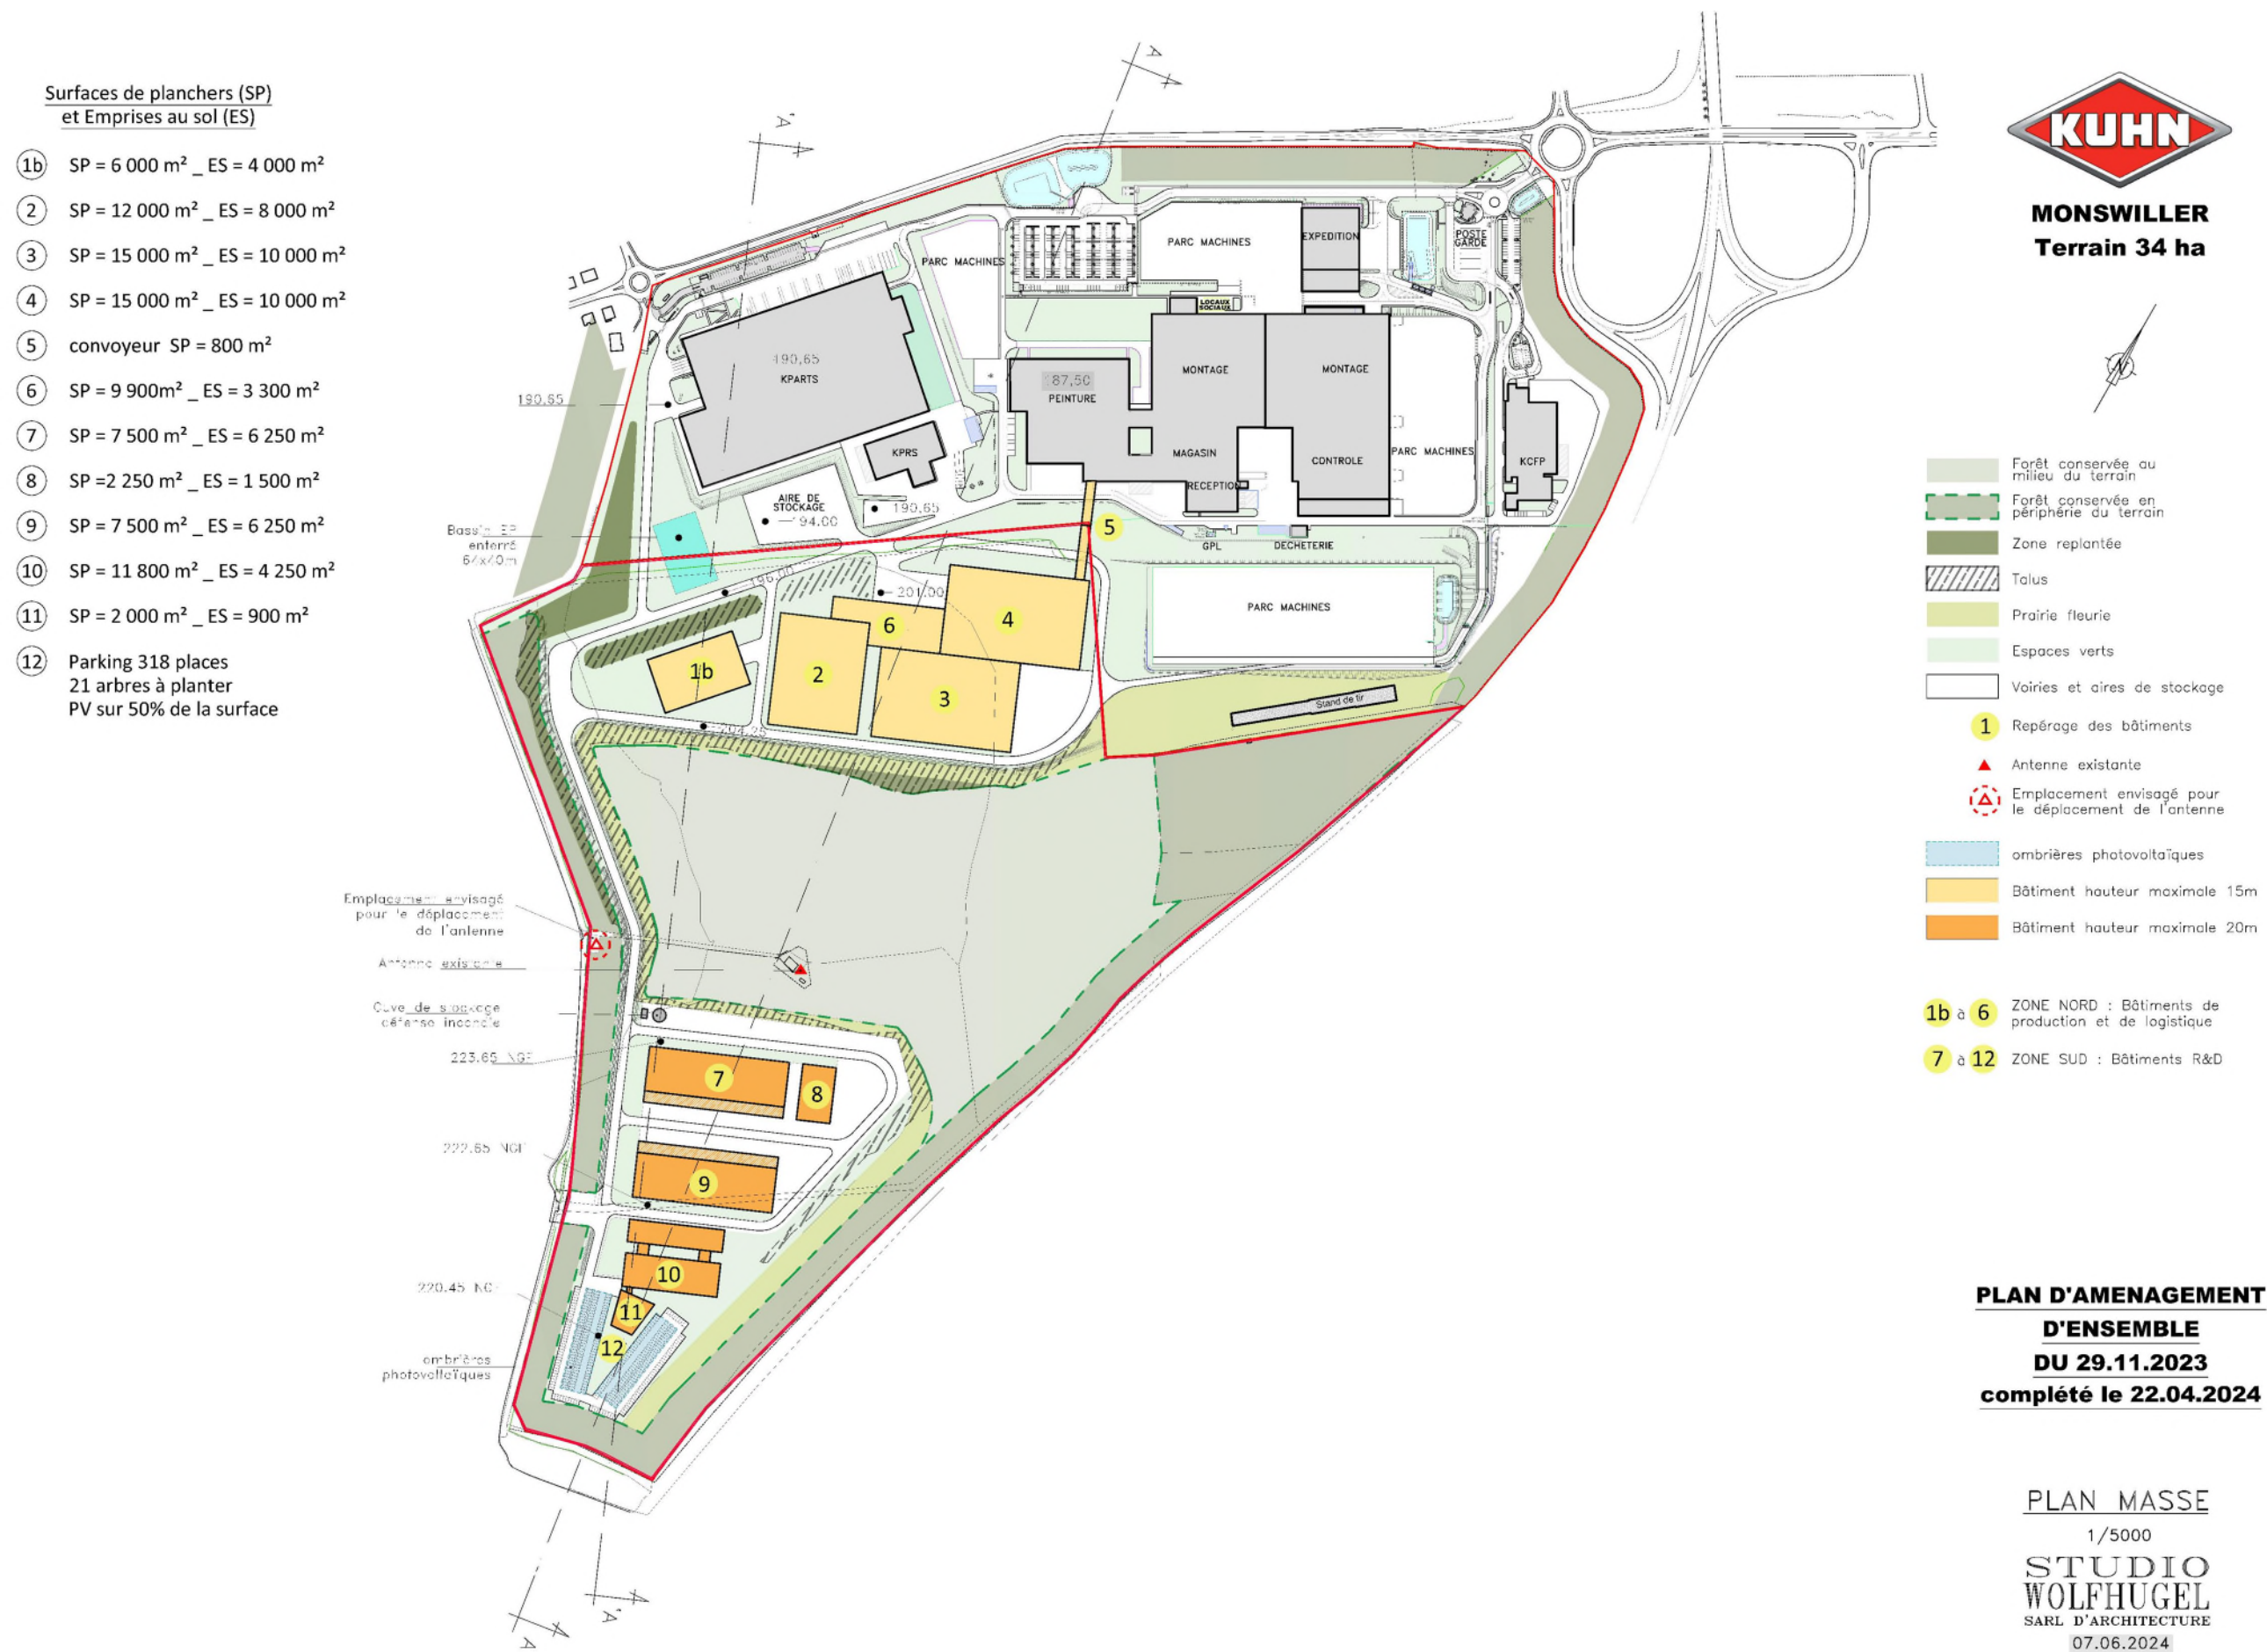 Surfaces de planchers (SP)
et Emprises au sol (ES)
1b SP = 6 000 m² _ ES = 4 000 m²
2 SP = 12 000 m² _ ES = 8 000 m²
3 SP = 15 000 m² _ ES = 10 000 m²
4 SP = 15 000 m² _ ES = 10 000 m²
5 convoyeur SP = 800 m²
6 SP = 9 900m² _ ES = 3 300 m²
7 SP = 7 500 m² _ ES = 6 250 m²
8 SP =2 250 m² _ ES = 1 500 m²
9 SP = 7 500 m² _ ES = 6 250 m²
10 SP = 11 800 m² _ ES = 4 250 m²
11 SP = 2 000 m² _ ES = 900 m²
12 Parking 318 places
21 arbres à planter
PV sur 50% de la surface
A
A'
PARC MACHINES
PARC MACHINES
EXPEDITION
POSTE
GARDE
LOCAUX
SOCIAUX
190,65
KPARTS
87,50
PEINTURE
MONTAGE
MONTAGE
190.65
KPRS
MAGASIN
CONTROLE
PARC MACHINES
KCFP
RECEPTION
AIRE DE
STOCKAGE
194.00
190,65
Bassin EP
enterré
64x40m
5
GPL
DECHETERIE
196.00
201.00
PARC MACHINES
1b
2
3
4
6
Stand de tir
Emplacement envisagé
pour le déplacement
de l'antenne
Antenne existante
Cuve de stockage
défense incendie
223.65 NGF
7
8
222.65 NGF
9
10
220.45 NG
11
12
ombrières
photovoltaïques
A'
A
KUHN
MONSWILLER
Terrain 34 ha
N
Forêt conservée au
milieu du terrain
Forêt conservée en
périphérie du terrain
Zone replantée
Talus
Prairie fleurie
Espaces verts
Voiries et aires de stockage
1 Repérage des bâtiments
Antenne existante
Emplacement envisagé pour
le déplacement de l'antenne
ombrières photovoltaïques
Bâtiment hauteur maximale 15m
Bâtiment hauteur maximale 20m
1b à 6 ZONE NORD : Bâtiments de
production et de logistique
7 à 12 ZONE SUD : Bâtiments R&D
PLAN D'AMENAGEMENT
D'ENSEMBLE
DU 29.11.2023
complété le 22.04.2024
PLAN MASSE
1/5000
STUDIO
WOLFHUGEL
SARL D'ARCHITECTURE
07.06.2024